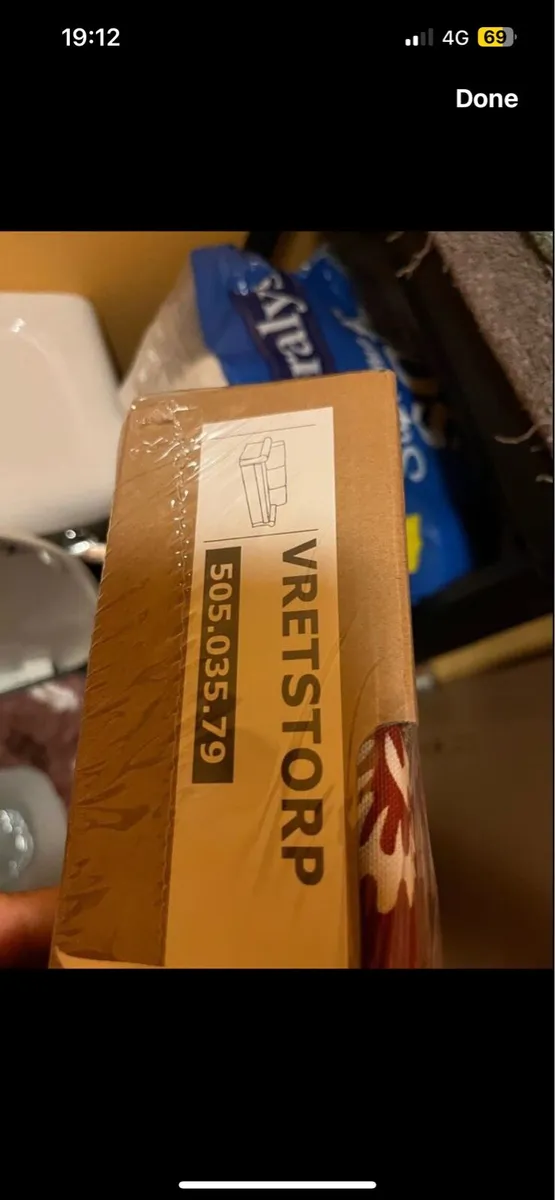 19:12
4G
69
Done
VRETSTORP
505.035.79